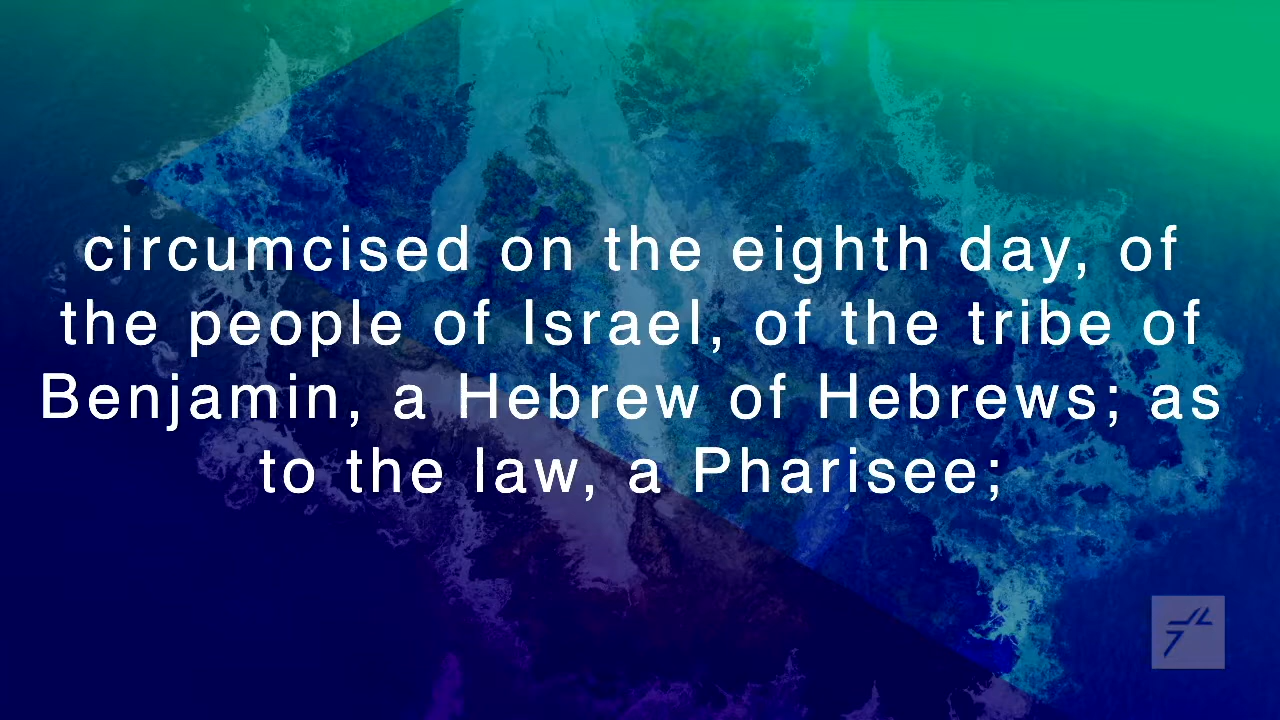 circumcised on the eighth day, of
the people of Israel, of the tribe of
Benjamin, a Hebrew of Hebrews; as
to the law, a Pharisee;